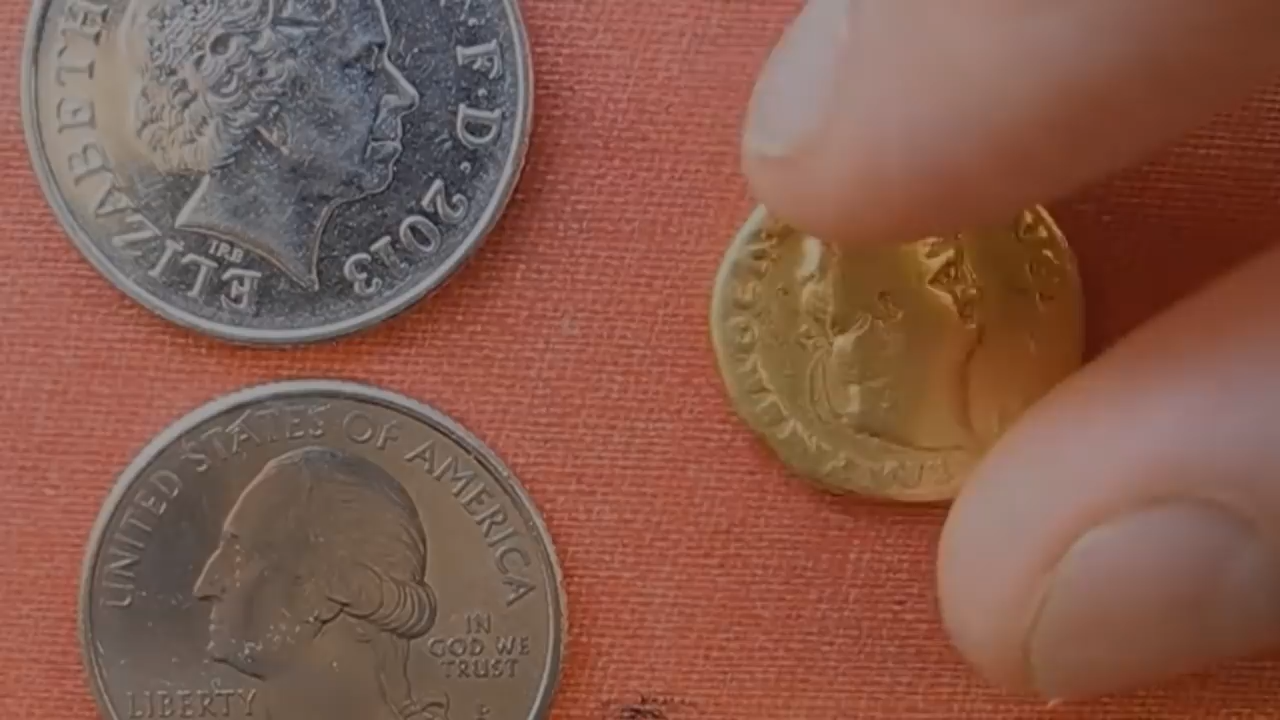 ELIZABETH
F·D·2013
IRB
UNITED STATES OF AMERICA
IN
GOD WE
TRUST
LIBERTY
P